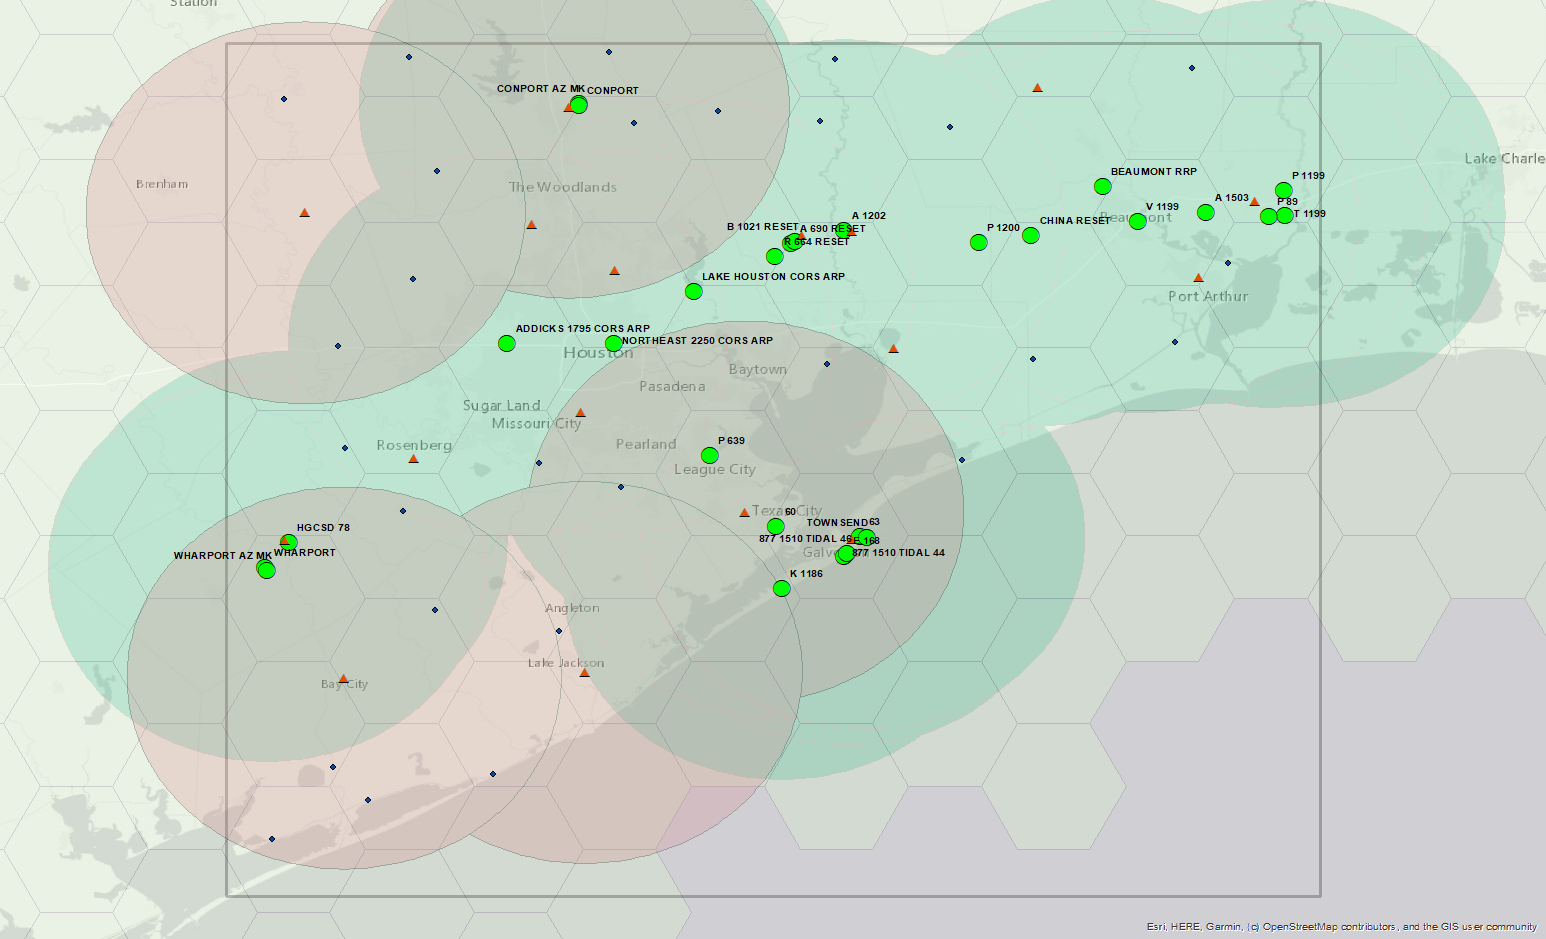 Station
CONPORT AZ MK
CONPORT
Lake Charle
BEAUMONT RRP
P 1199
Brenham
The Woodlands
A 1503
P 89
T 1199
V 1199
Beaumont
A 1202
B 1021 RESET
A 690 RESET
R 664 RESET
P 1200
CHINA RESET
LAKE HOUSTON CORS ARP
Port Arthur
ADDICKS 1795 CORS ARP
NORTHEAST 2250 CORS ARP
Houston
Baytown
Pasadena
Sugar Land
Missouri City
Rosenberg
Pearland
P 639
League City
60
Texas City
TOWNSEND
63
HGCSD 78
877 1510 TIDAL 46
E 168
WHARPORT AZ MK
WHARPORT
877 1510 TIDAL 44
K 1186
Angleton
Lake Jackson
Bay City
Esri, HERE, Garmin, (c) OpenStreetMap contributors, and the GIS user community